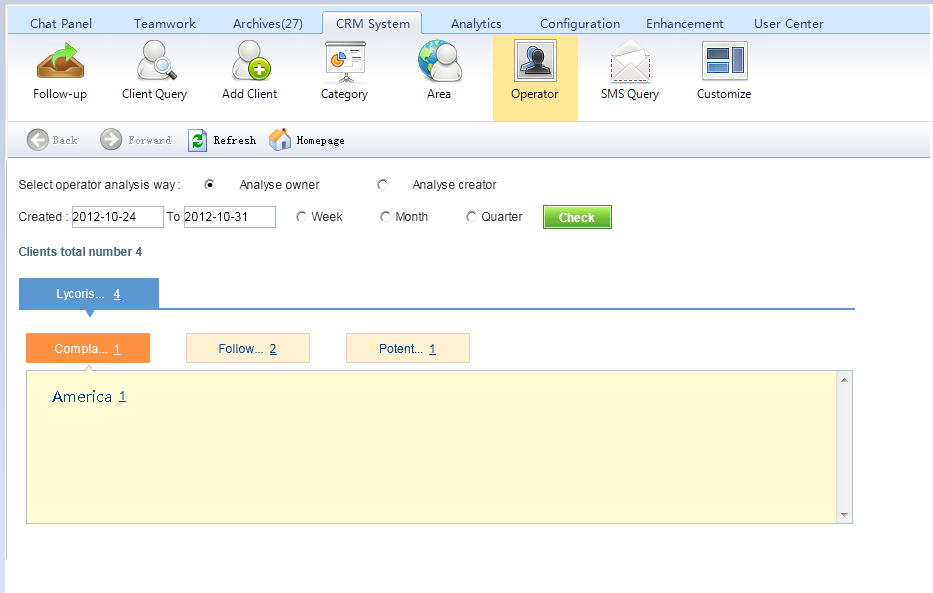 Chat Panel Teamwork Archives(27) CRM System Analytics Configuration Enhancement User Center
Follow-up Client Query Add Client Category Area Operator SMS Query Customize
Back Forward Refresh Homepage
Select operator analysis way : Analyse owner Analyse creator
Created : 2012-10-24 To 2012-10-31 Week Month Quarter Check
Clients total number 4
Lycoris... 4
Compla... 1 Follow... 2 Potent... 1
America 1